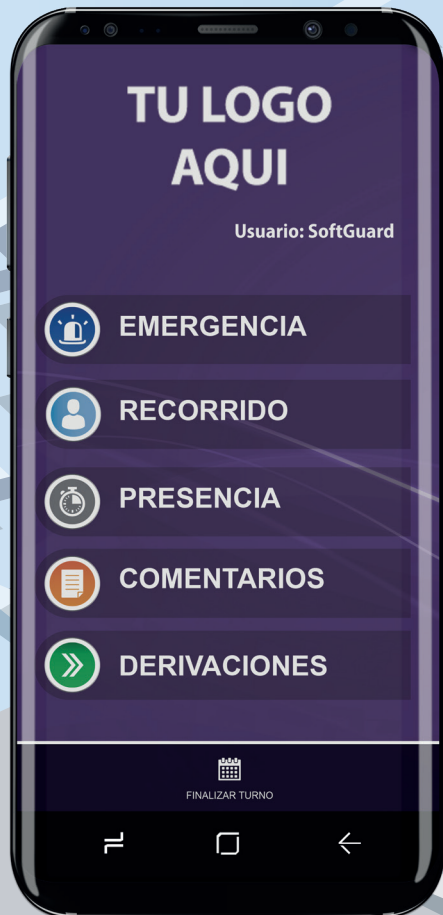 TU LOGO
AQUI
Usuario: SoftGuard
EMERGENCIA
RECORRIDO
PRESENCIA
COMENTARIOS
DERIVACIONES
FINALIZAR TURNO